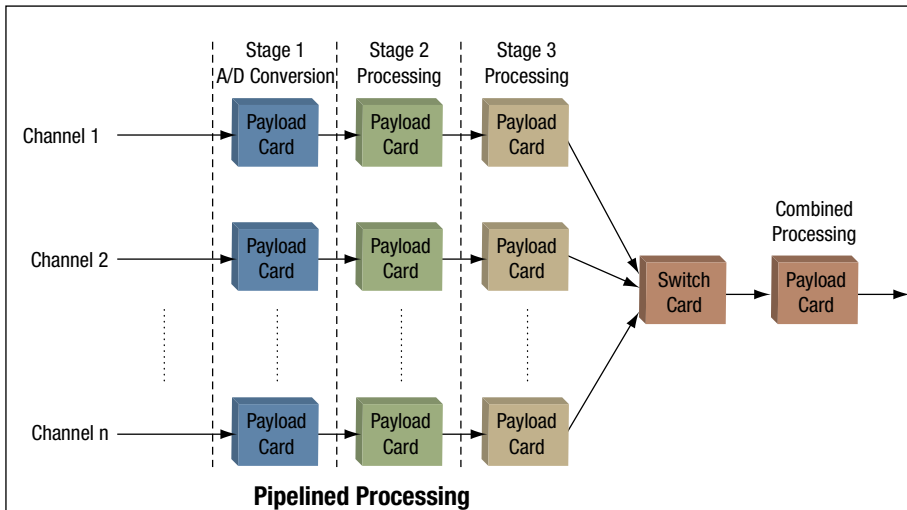 Stage 1
A/D Conversion
Stage 2
Processing
Stage 3
Processing
Channel 1
Payload
Card
Payload
Card
Payload
Card
Channel 2
Payload
Card
Payload
Card
Payload
Card
Combined
Processing
Switch
Card
Payload
Card
Channel n
Payload
Card
Payload
Card
Payload
Card
Pipelined Processing